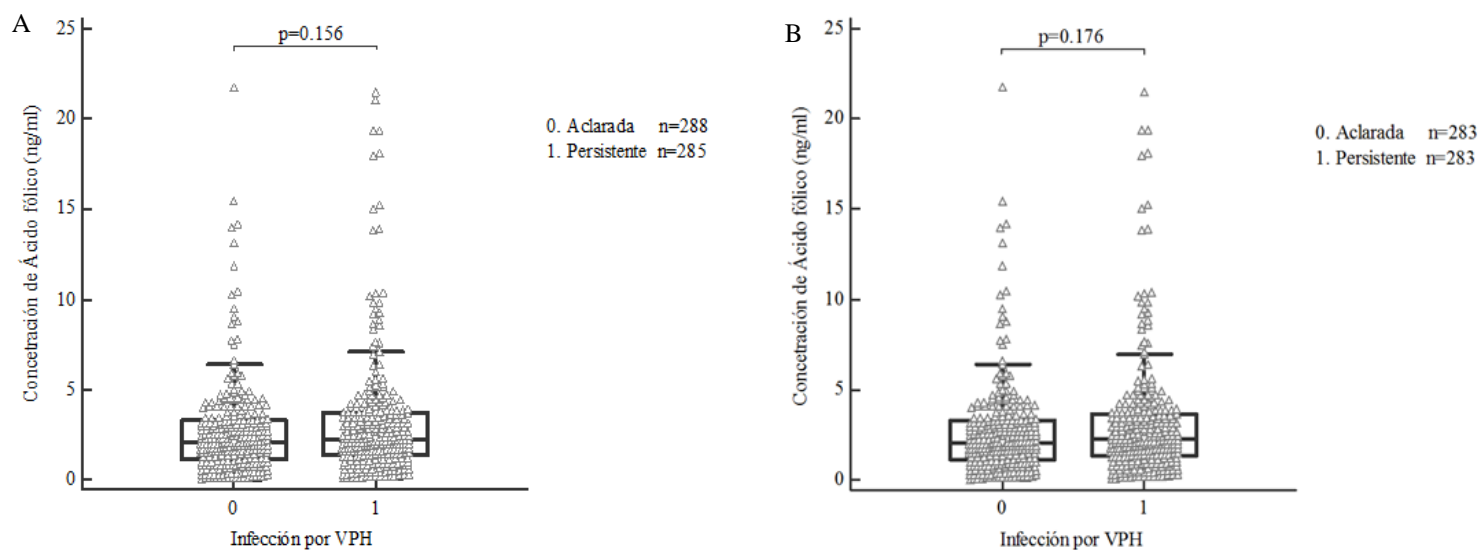 A
p=0.156
25
20
15
10
5
0
Concetración de Ácido fólico (ng/ml)
0. Aclarada n=288
1. Persistente n=285
0 1
Infección por VPH
B
p=0.176
25
20
15
10
5
0
Concetración de Ácido fólico (ng/ml)
0. Aclarada n=283
1. Persistente n=283
0 1
Infección por VPH